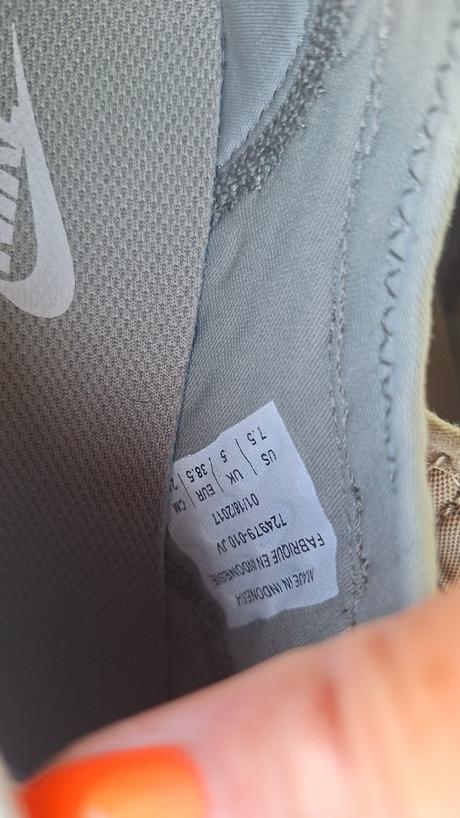 MADE IN INDONESIA
FABRIQUE EN INDONESIE
724979-010 JV
01/18/2017
US | UK | EUR | CM
7.5 / 5 / 38.5 /